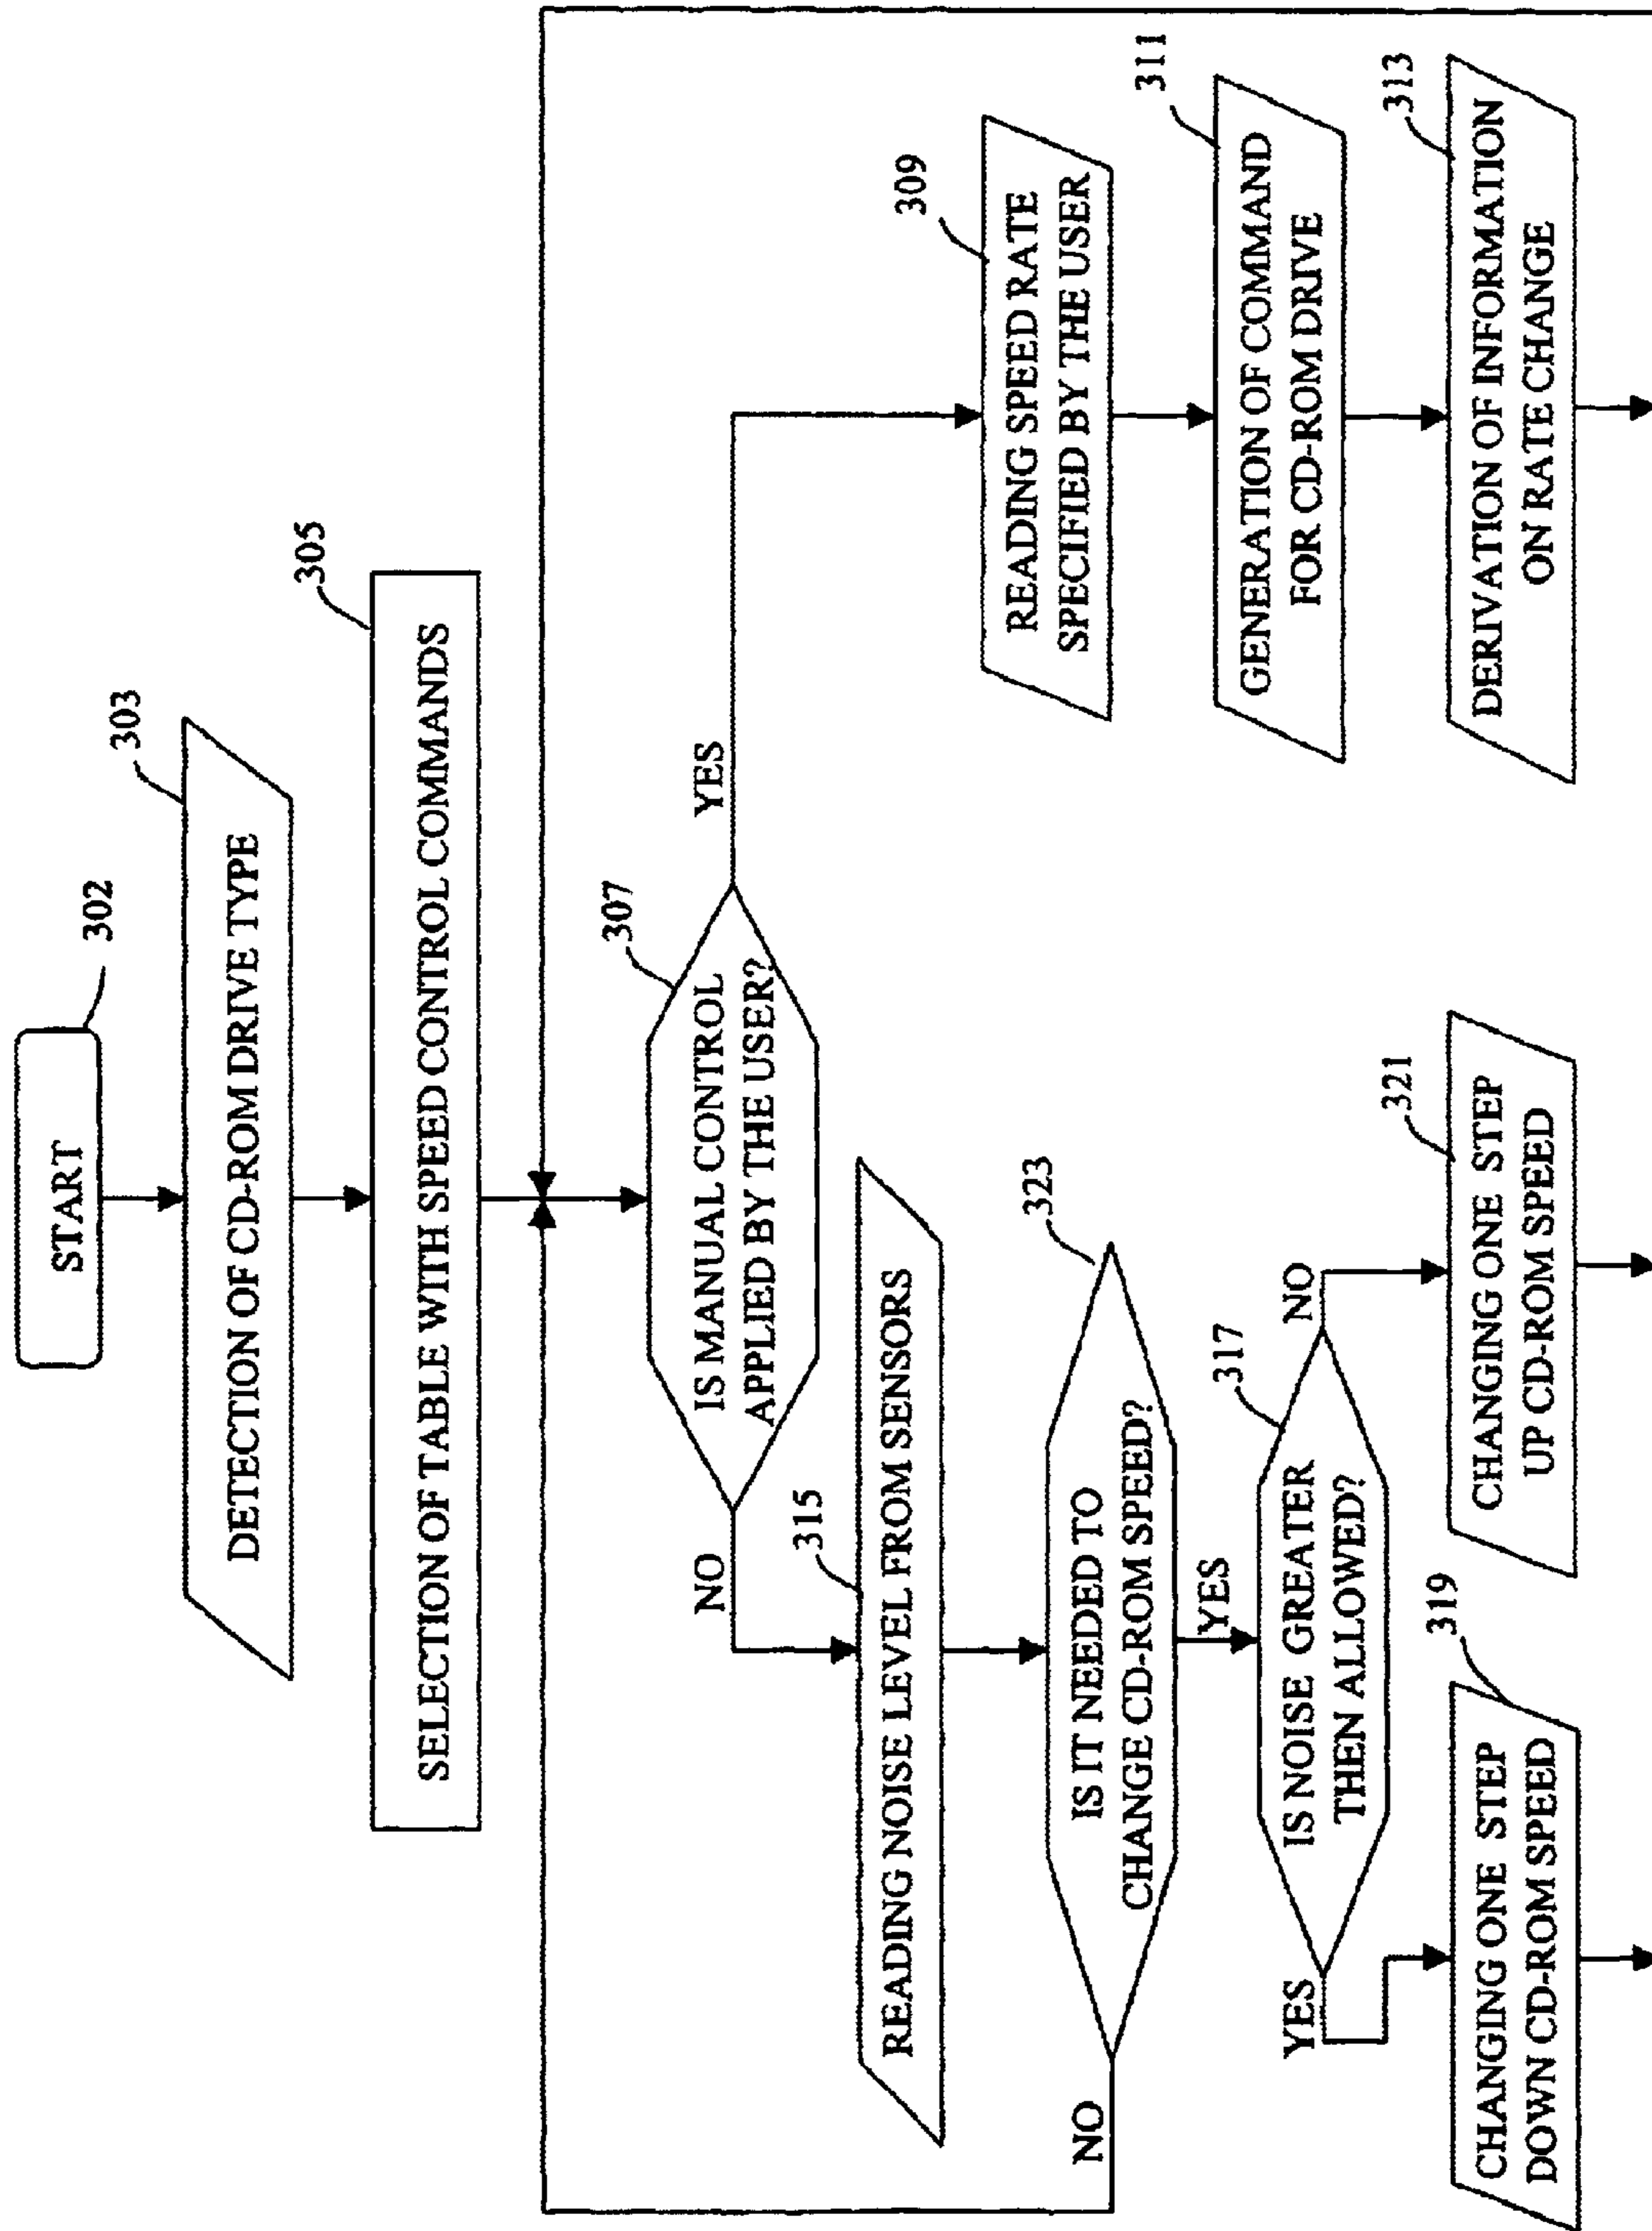 START
302
DETECTION OF CD-ROM DRIVE TYPE
303
SELECTION OF TABLE WITH SPEED CONTROL COMMANDS
305
IS MANUAL CONTROL
APPLIED BY THE USER?
307
NO
YES
READING NOISE LEVEL FROM SENSORS
315
READING SPEED RATE
SPECIFIED BY THE USER
309
IS IT NEEDED TO
CHANGE CD-ROM SPEED?
323
NO
YES
GENERATION OF COMMAND
FOR CD-ROM DRIVE
311
IS NOISE GREATER
THEN ALLOWED?
317
YES
NO
CHANGING ONE STEP
DOWN CD-ROM SPEED
319
CHANGING ONE STEP
UP CD-ROM SPEED
321
DERIVATION OF INFORMATION
ON RATE CHANGE
313